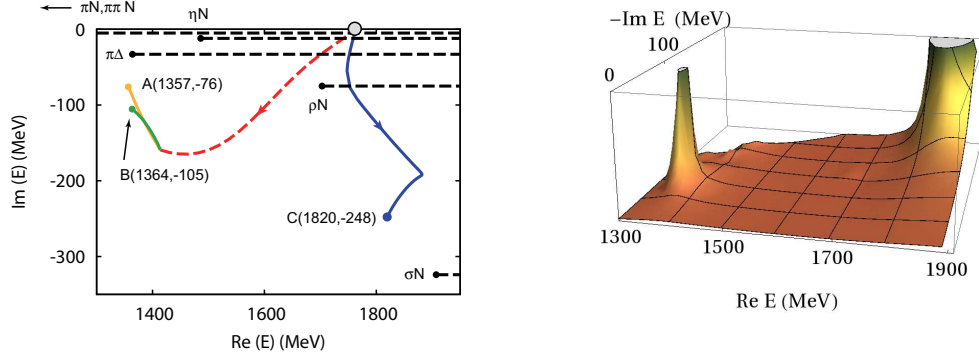 πN,ππ N
ηN
πΔ
A(1357,-76)
ρN
B(1364,-105)
C(1820,-248)
σN
0
-100
-200
-300
Im (E) (MeV)
1400
1600
1800
Re (E) (MeV)
−Im E (MeV)
100
0
1300
1500
1700
1900
Re E (MeV)